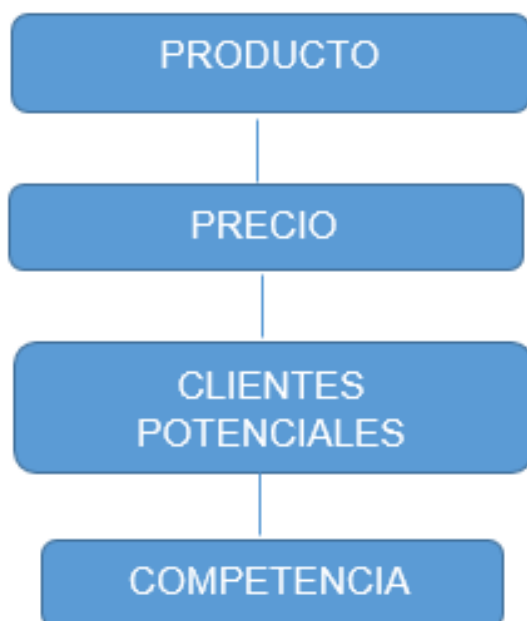 PRODUCTO
PRECIO
CLIENTES
POTENCIALES
COMPETENCIA